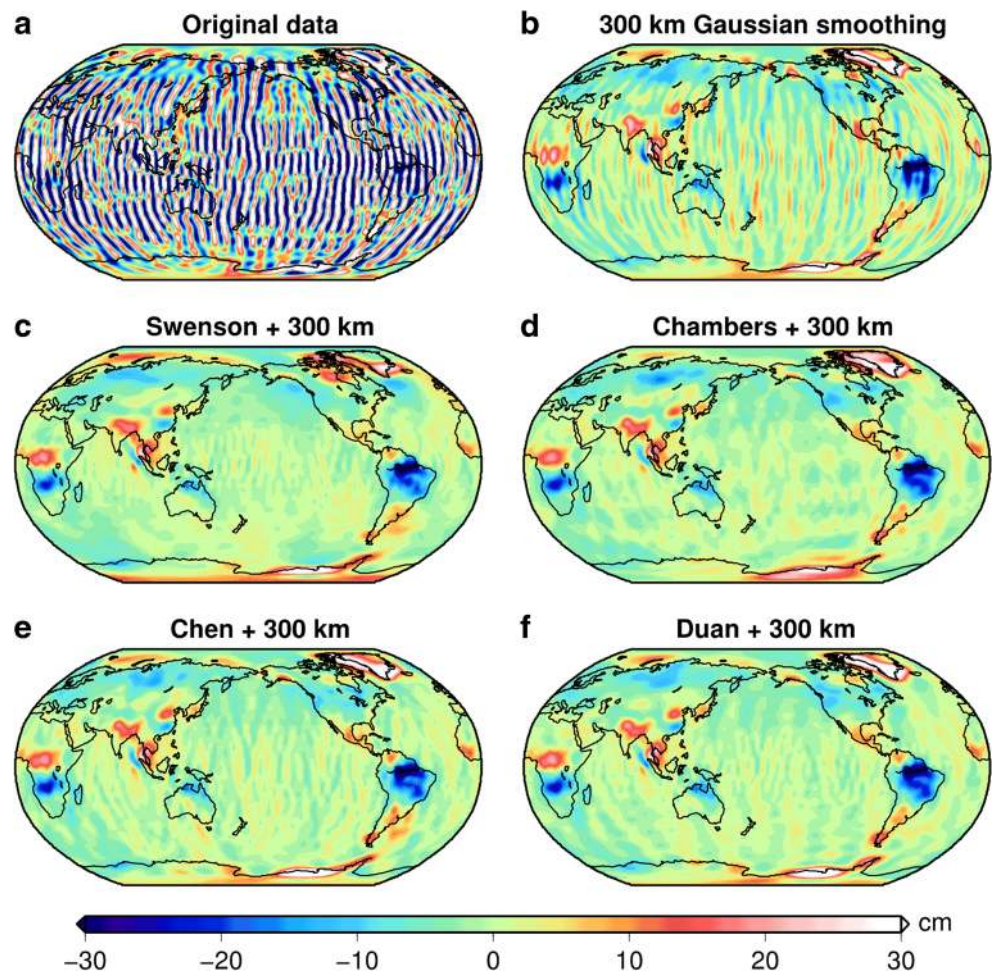 a Original data
b 300 km Gaussian smoothing
c Swenson + 300 km
d Chambers + 300 km
e Chen + 300 km
f Duan + 300 km
cm
−30 −20 −10 0 10 20 30